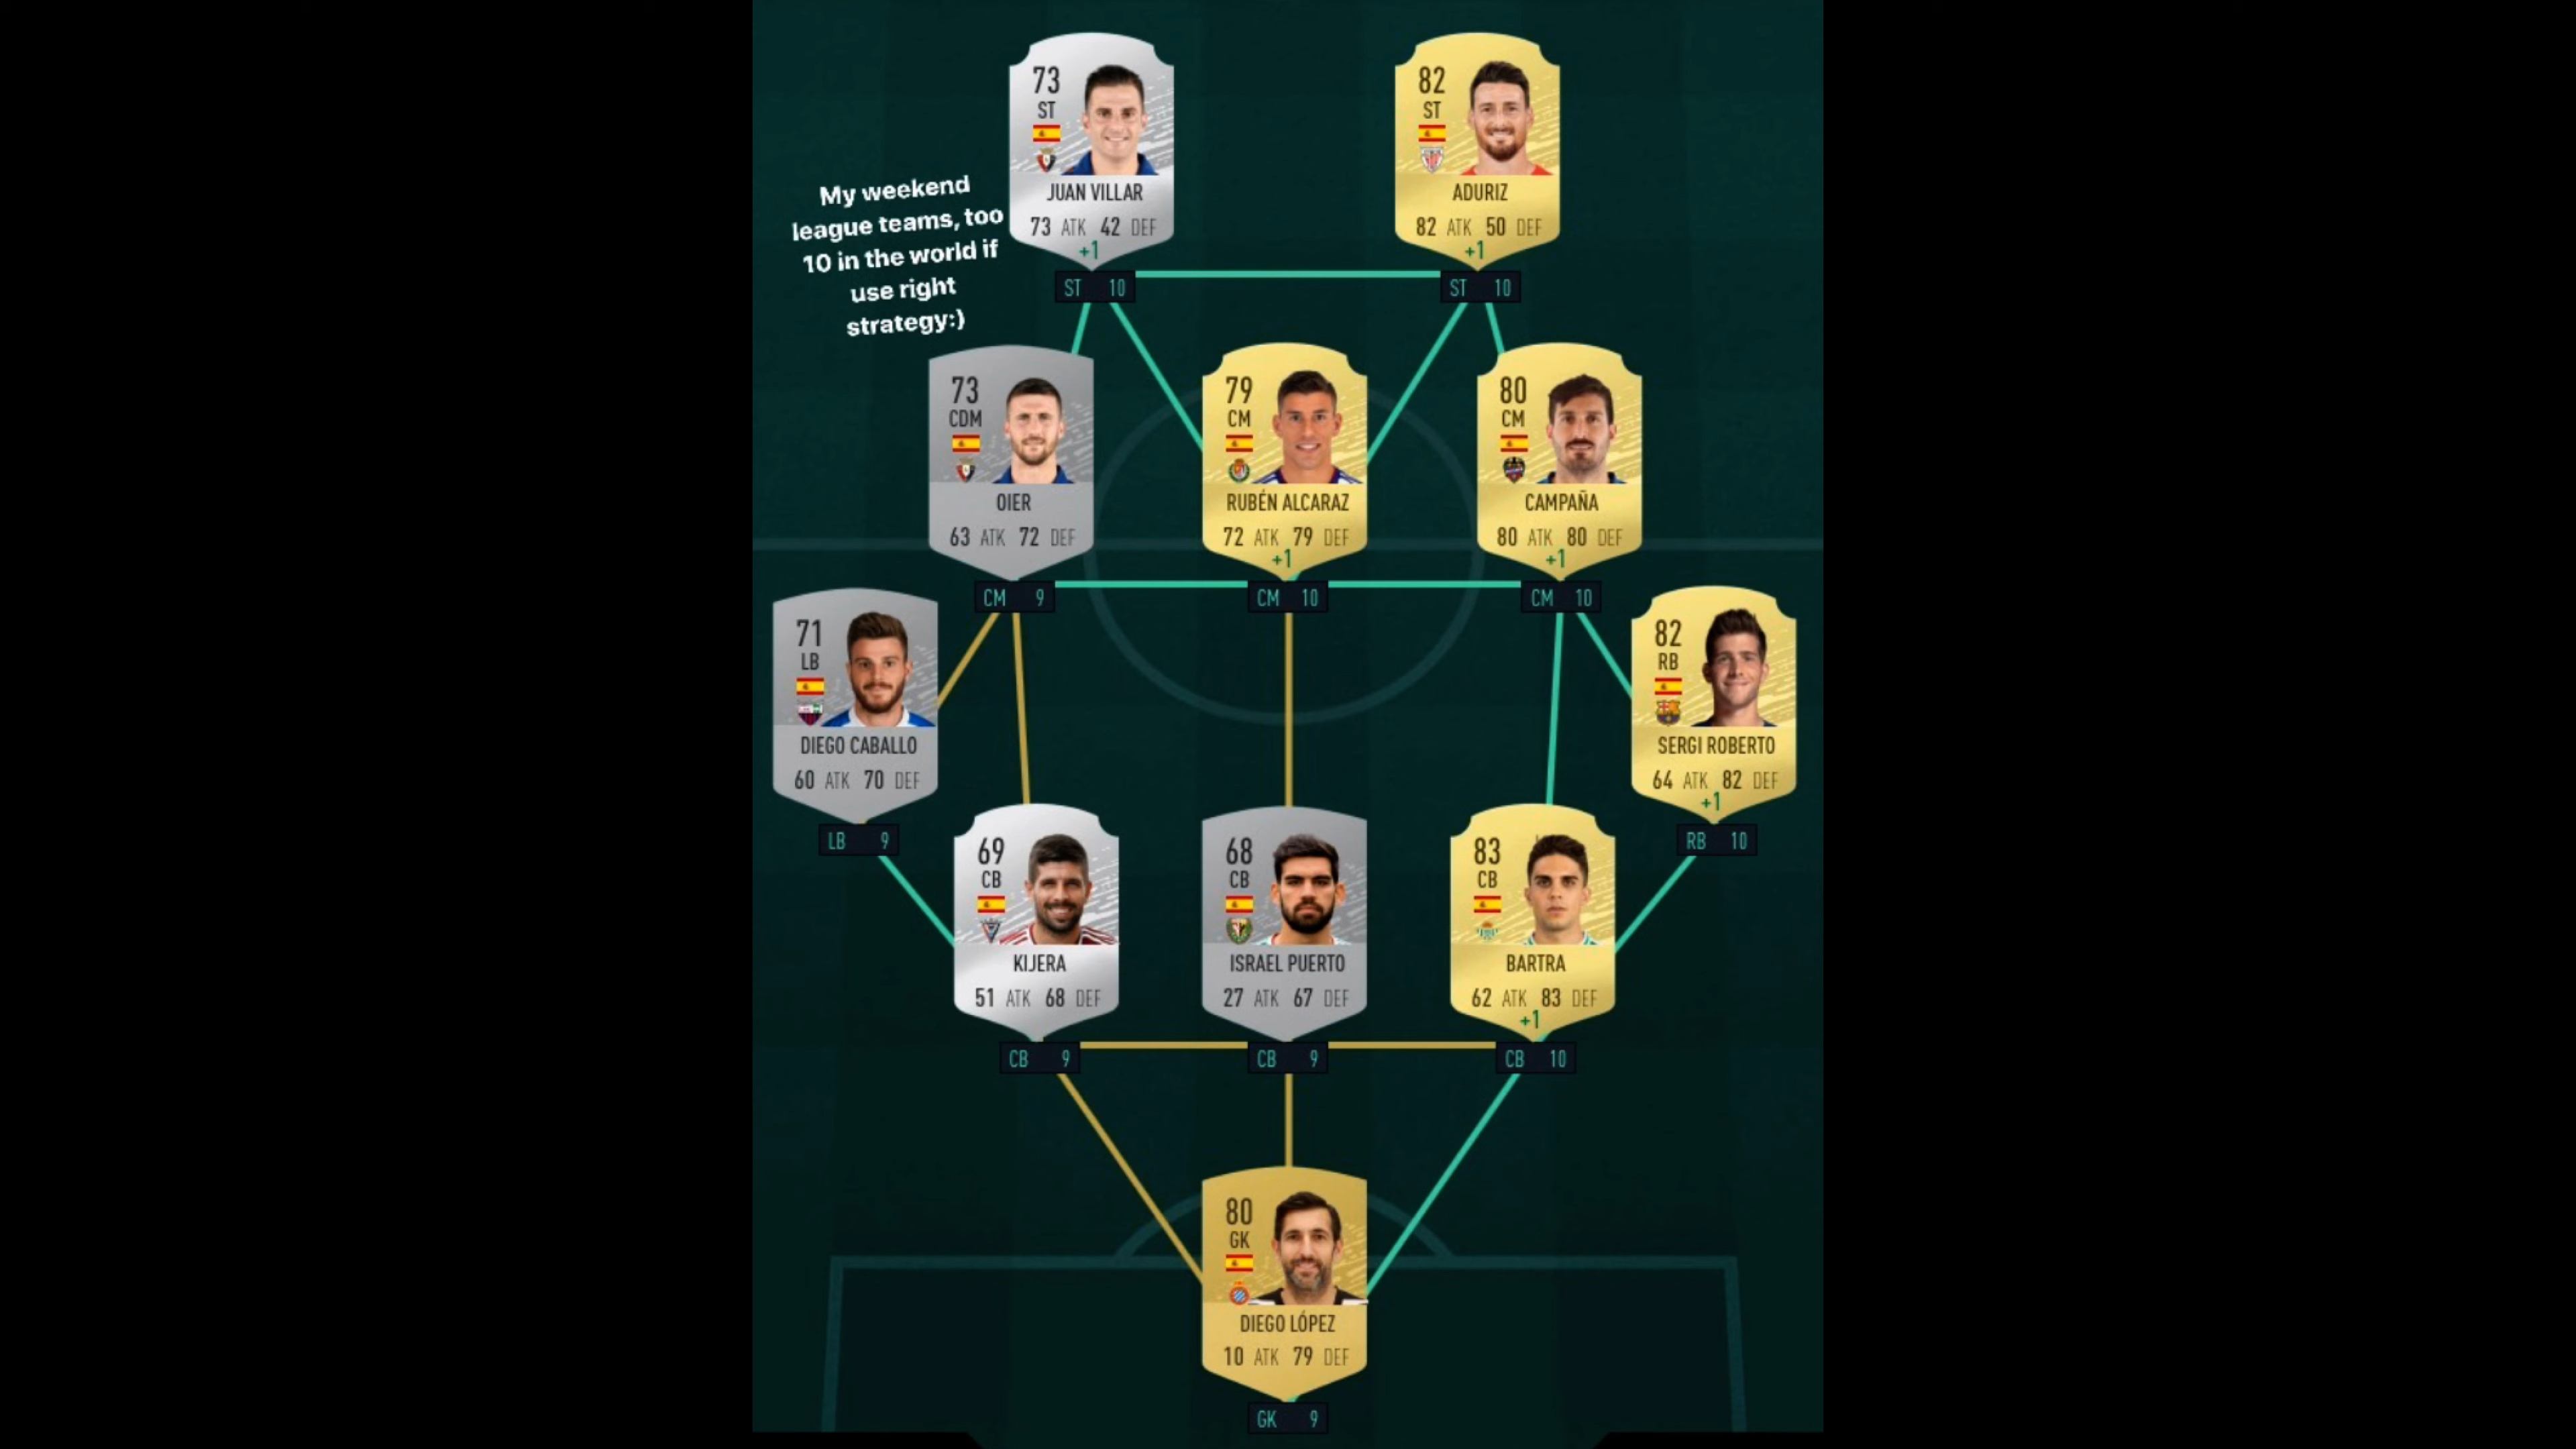 73
ST
JUAN VILLAR
73 ATK 42 DEF
+1
ST 10
82
ST
ADURIZ
82 ATK 50 DEF
+1
ST 10
My weekend
league teams, too
10 in the world if
use right
strategy:)
73
CDM
OIER
63 ATK 72 DEF
CM 9
79
CM
RUBÉN ALCARAZ
72 ATK 79 DEF
+1
CM 10
80
CM
CAMPAÑA
80 ATK 80 DEF
+1
CM 10
71
LB
DIEGO CABALLO
60 ATK 70 DEF
LB 9
82
RB
SERGI ROBERTO
64 ATK 82 DEF
+1
RB 10
69
CB
KIJERA
51 ATK 68 DEF
CB 9
68
CB
ISRAEL PUERTO
27 ATK 67 DEF
CB 9
83
CB
BARTRA
62 ATK 83 DEF
+1
CB 10
80
GK
DIEGO LÓPEZ
10 ATK 79 DEF
GK 9